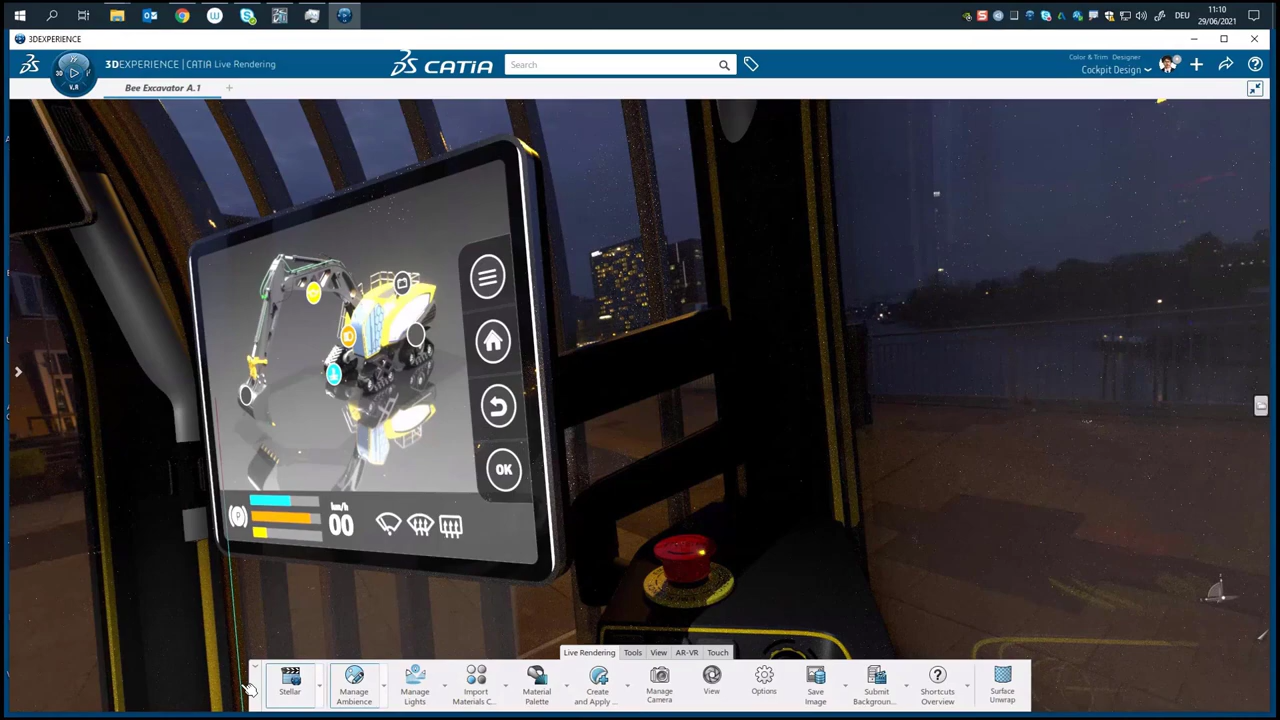 DEU
11:10
29/06/2021
3DEXPERIENCE
3DEXPERIENCE | CATIA Live Rendering
CATIA
Search
Color & Trim Designer
Cockpit Design
3D
V.R
Bee Excavator A.1
OK
km/h
00
P
Live Rendering
Tools
View
AR-VR
Touch
Stellar
Manage
Ambience
Manage
Lights
Import
Materials C...
Material
Palette
Create
and Apply ...
Manage
Camera
View
Options
Save
Image
Submit
Backgroun...
Shortcuts
Overview
Surface
Unwrap